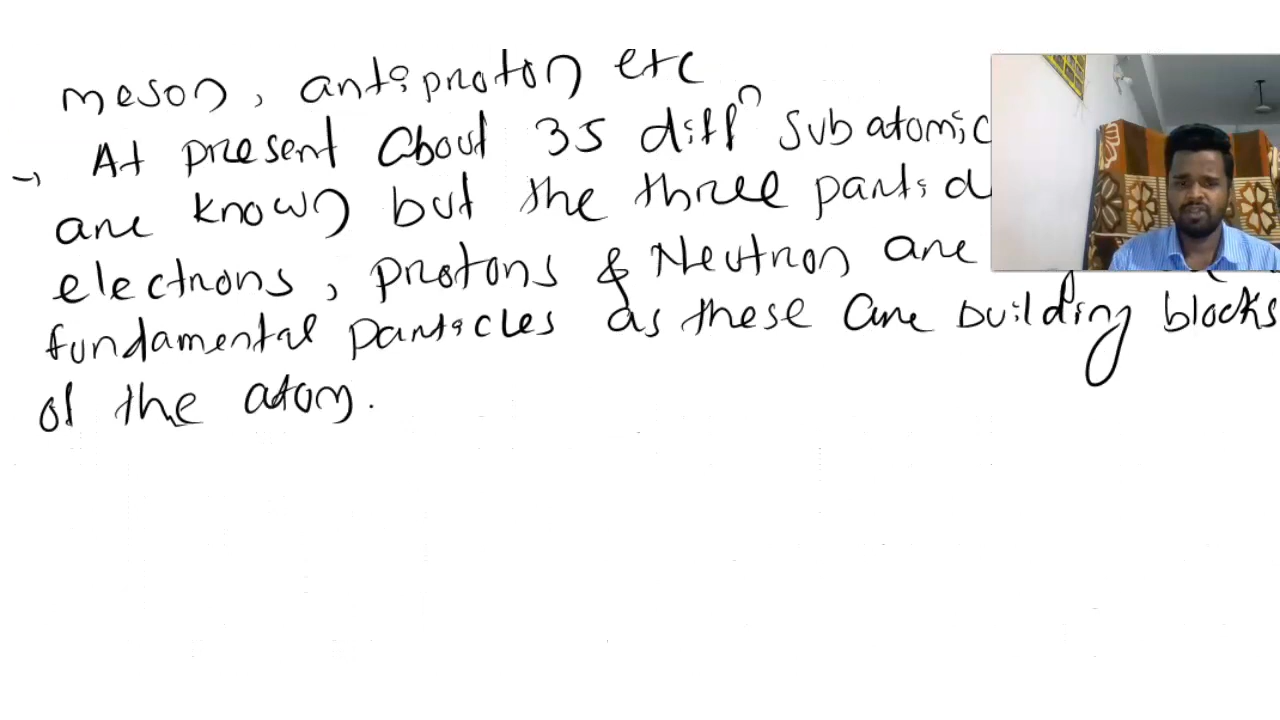 meson, antiproton etc
→ At present About 35 diffⁿ subatomic
are known but the three
electrons, protons & Neutron are
fundamental particles as these are building blocks
of the atom.